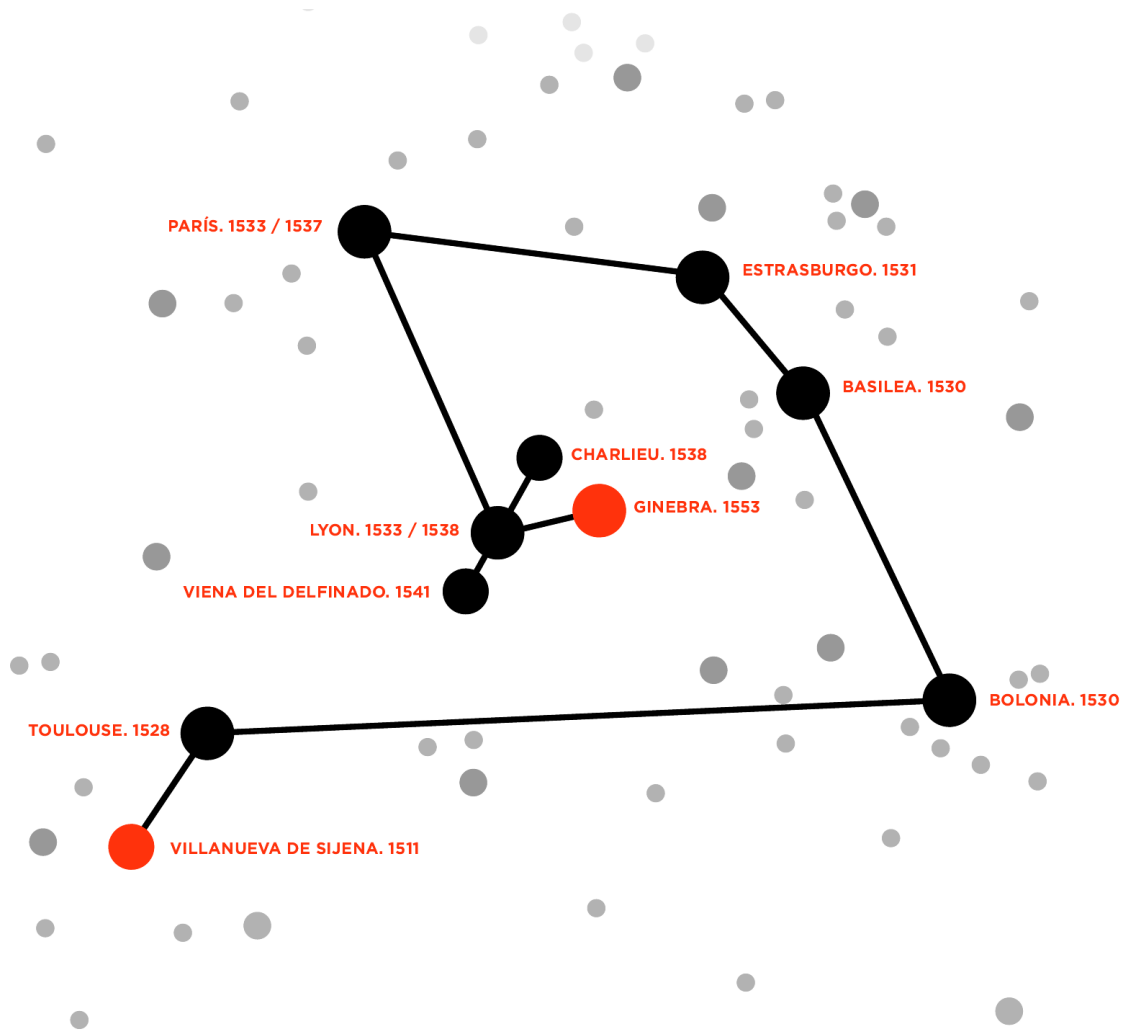 PARÍS. 1533 / 1537
ESTRASBURGO. 1531
BASILEA. 1530
CHARLIEU. 1538
GINEBRA. 1553
LYON. 1533 / 1538
VIENA DEL DELFINADO. 1541
BOLONIA. 1530
TOULOUSE. 1528
VILLANUEVA DE SIJENA. 1511